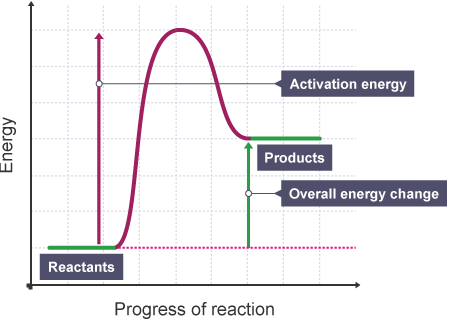 Energy
Activation energy
Products
Overall energy change
Reactants
Progress of reaction